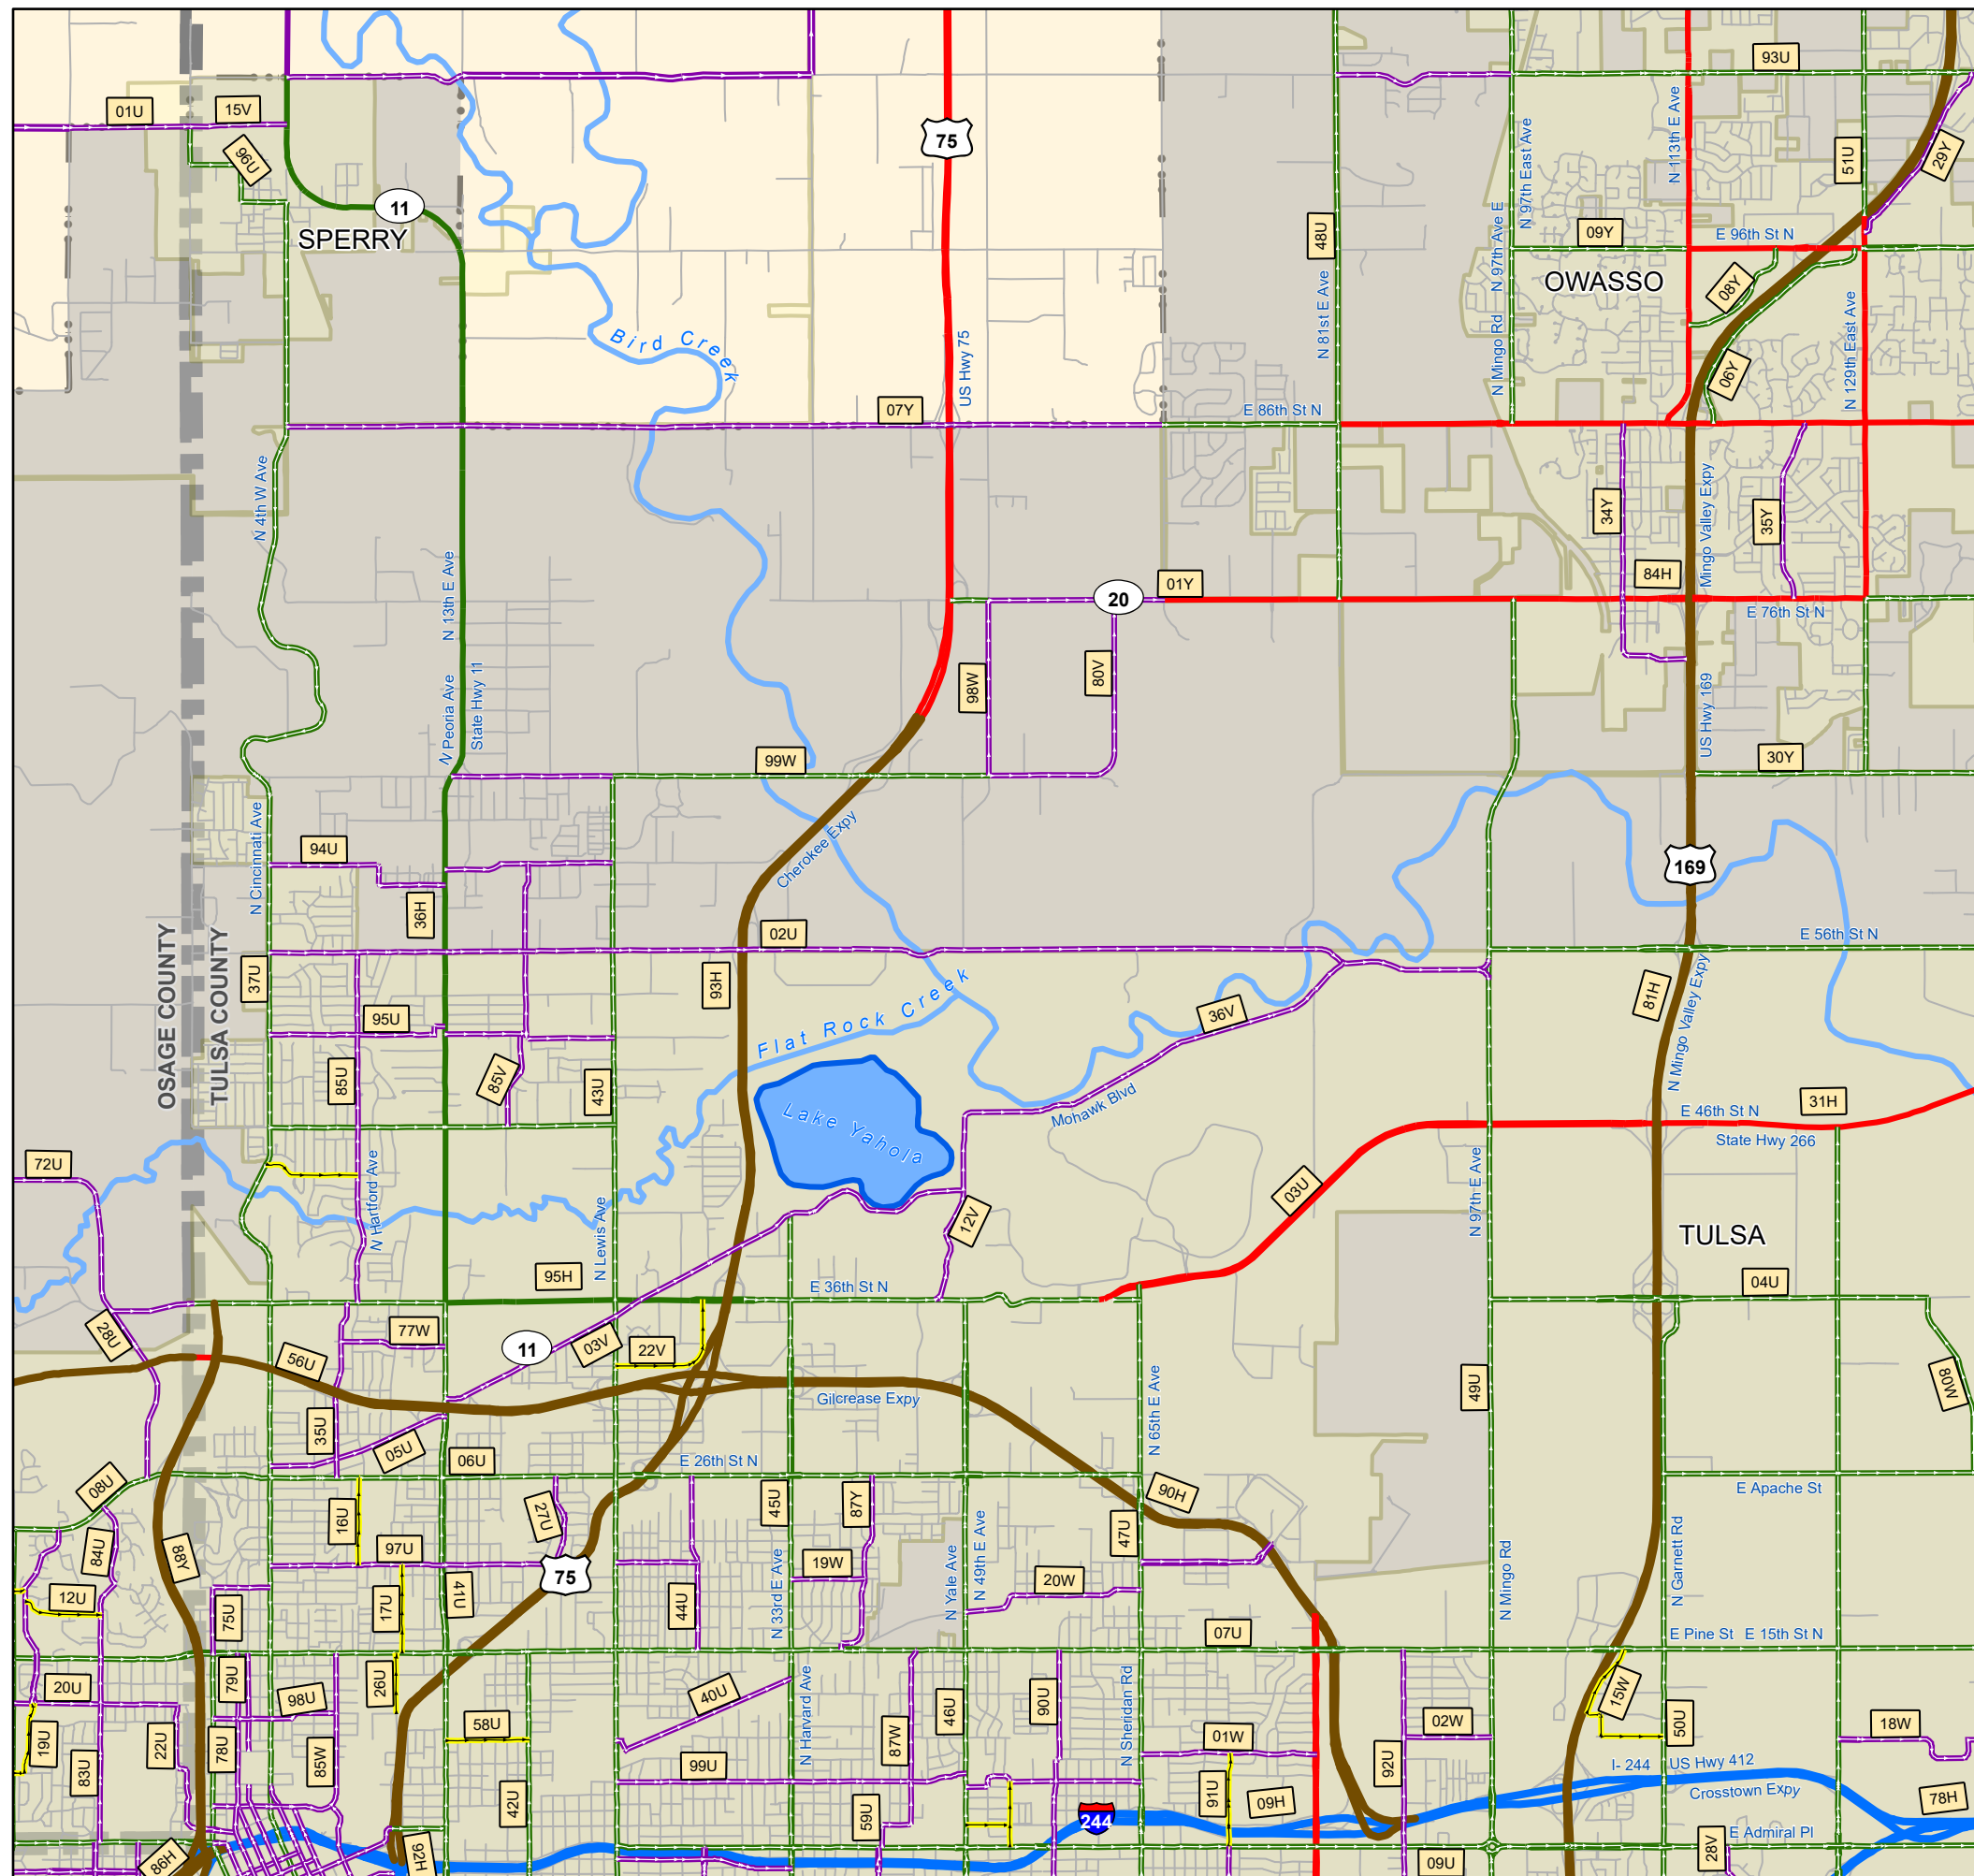 93U
01U
15V
96U
75
N 113th E Ave
N 97th East Ave
51U
29Y
11
SPERRY
48U
09Y
E 96th St N
OWASSO
08Y
N 97th Ave E
N Mingo Rd
N 81st E Ave
N 129th East Ave
06Y
Bird Creek
US Hwy 75
07Y
E 86th St N
N 4th W Ave
34Y
Mingo Valley Expy
35Y
84H
N 13th E Ave
20
01Y
E 76th St N
98W
80V
N Peoria Ave
State Hwy 11
US Hwy 169
99W
30Y
N Cincinnati Ave
94U
Cherokee Expy
169
36H
02U
E 56th St N
OSAGE COUNTY
TULSA COUNTY
37U
93H
81H
N Mingo Valley Expy
95U
Flat Rock Creek
36V
85U
85V
43U
Lake Yahola
Mohawk Blvd
E 46th St N
31H
State Hwy 266
72U
N Hartford Ave
N Lewis Ave
12V
03U
N 97th E Ave
TULSA
95H
E 36th St N
04U
28U
77W
11
03V
22V
56U
Gilcrease Expy
N 65th E Ave
49U
80W
35U
05U
06U
E 26th St N
08U
90H
E Apache St
16U
27U
45U
87Y
47U
84U
88Y
97U
75
19W
N 33rd E Ave
N Yale Ave
N 49th E Ave
20W
N Mingo Rd
N Garnett Rd
12U
75U
17U
41U
44U
07U
E Pine St
E 15th St N
20U
79U
98U
26U
40U
N Harvard Ave
46U
90U
N Sheridan Rd
15W
19U
83U
22U
78U
85W
58U
87W
01W
02W
50U
18W
99U
92U
I- 244
US Hwy 412
Crosstown Expy
42U
59U
244
91U
09H
78H
E Admiral Pl
86H
92H
09U
28V